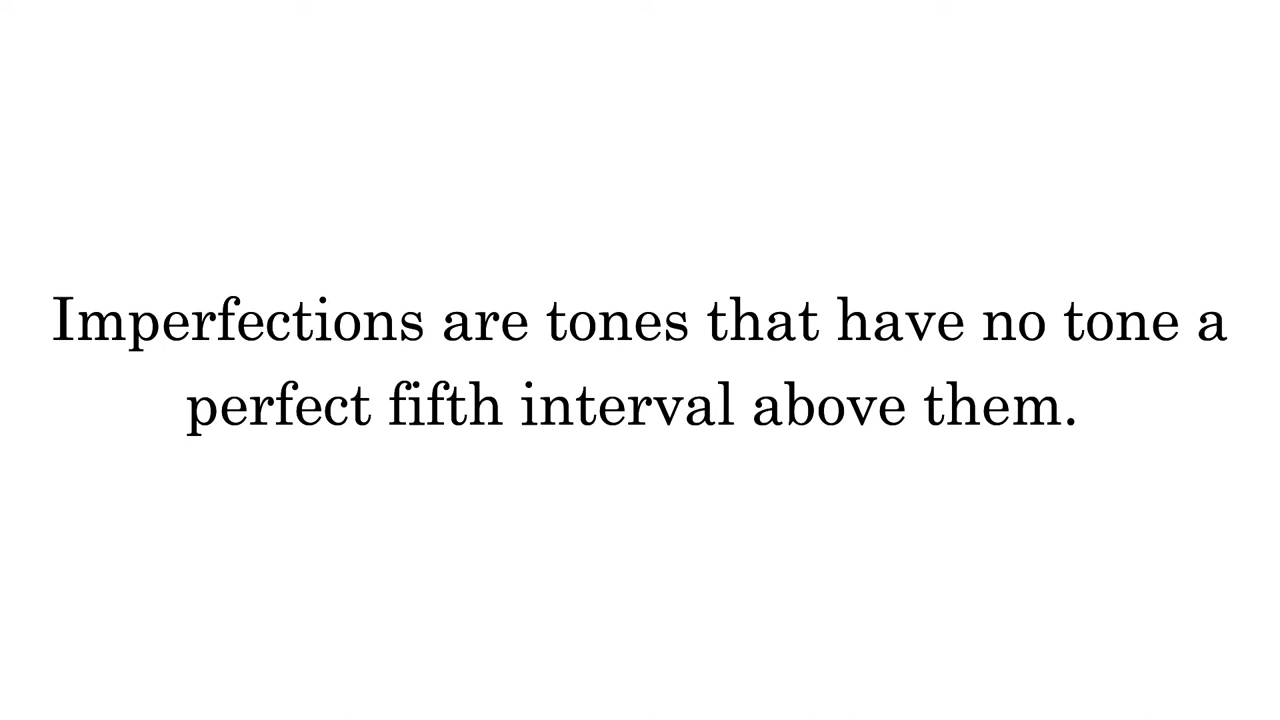 Imperfections are tones that have no tone a
perfect fifth interval above them.